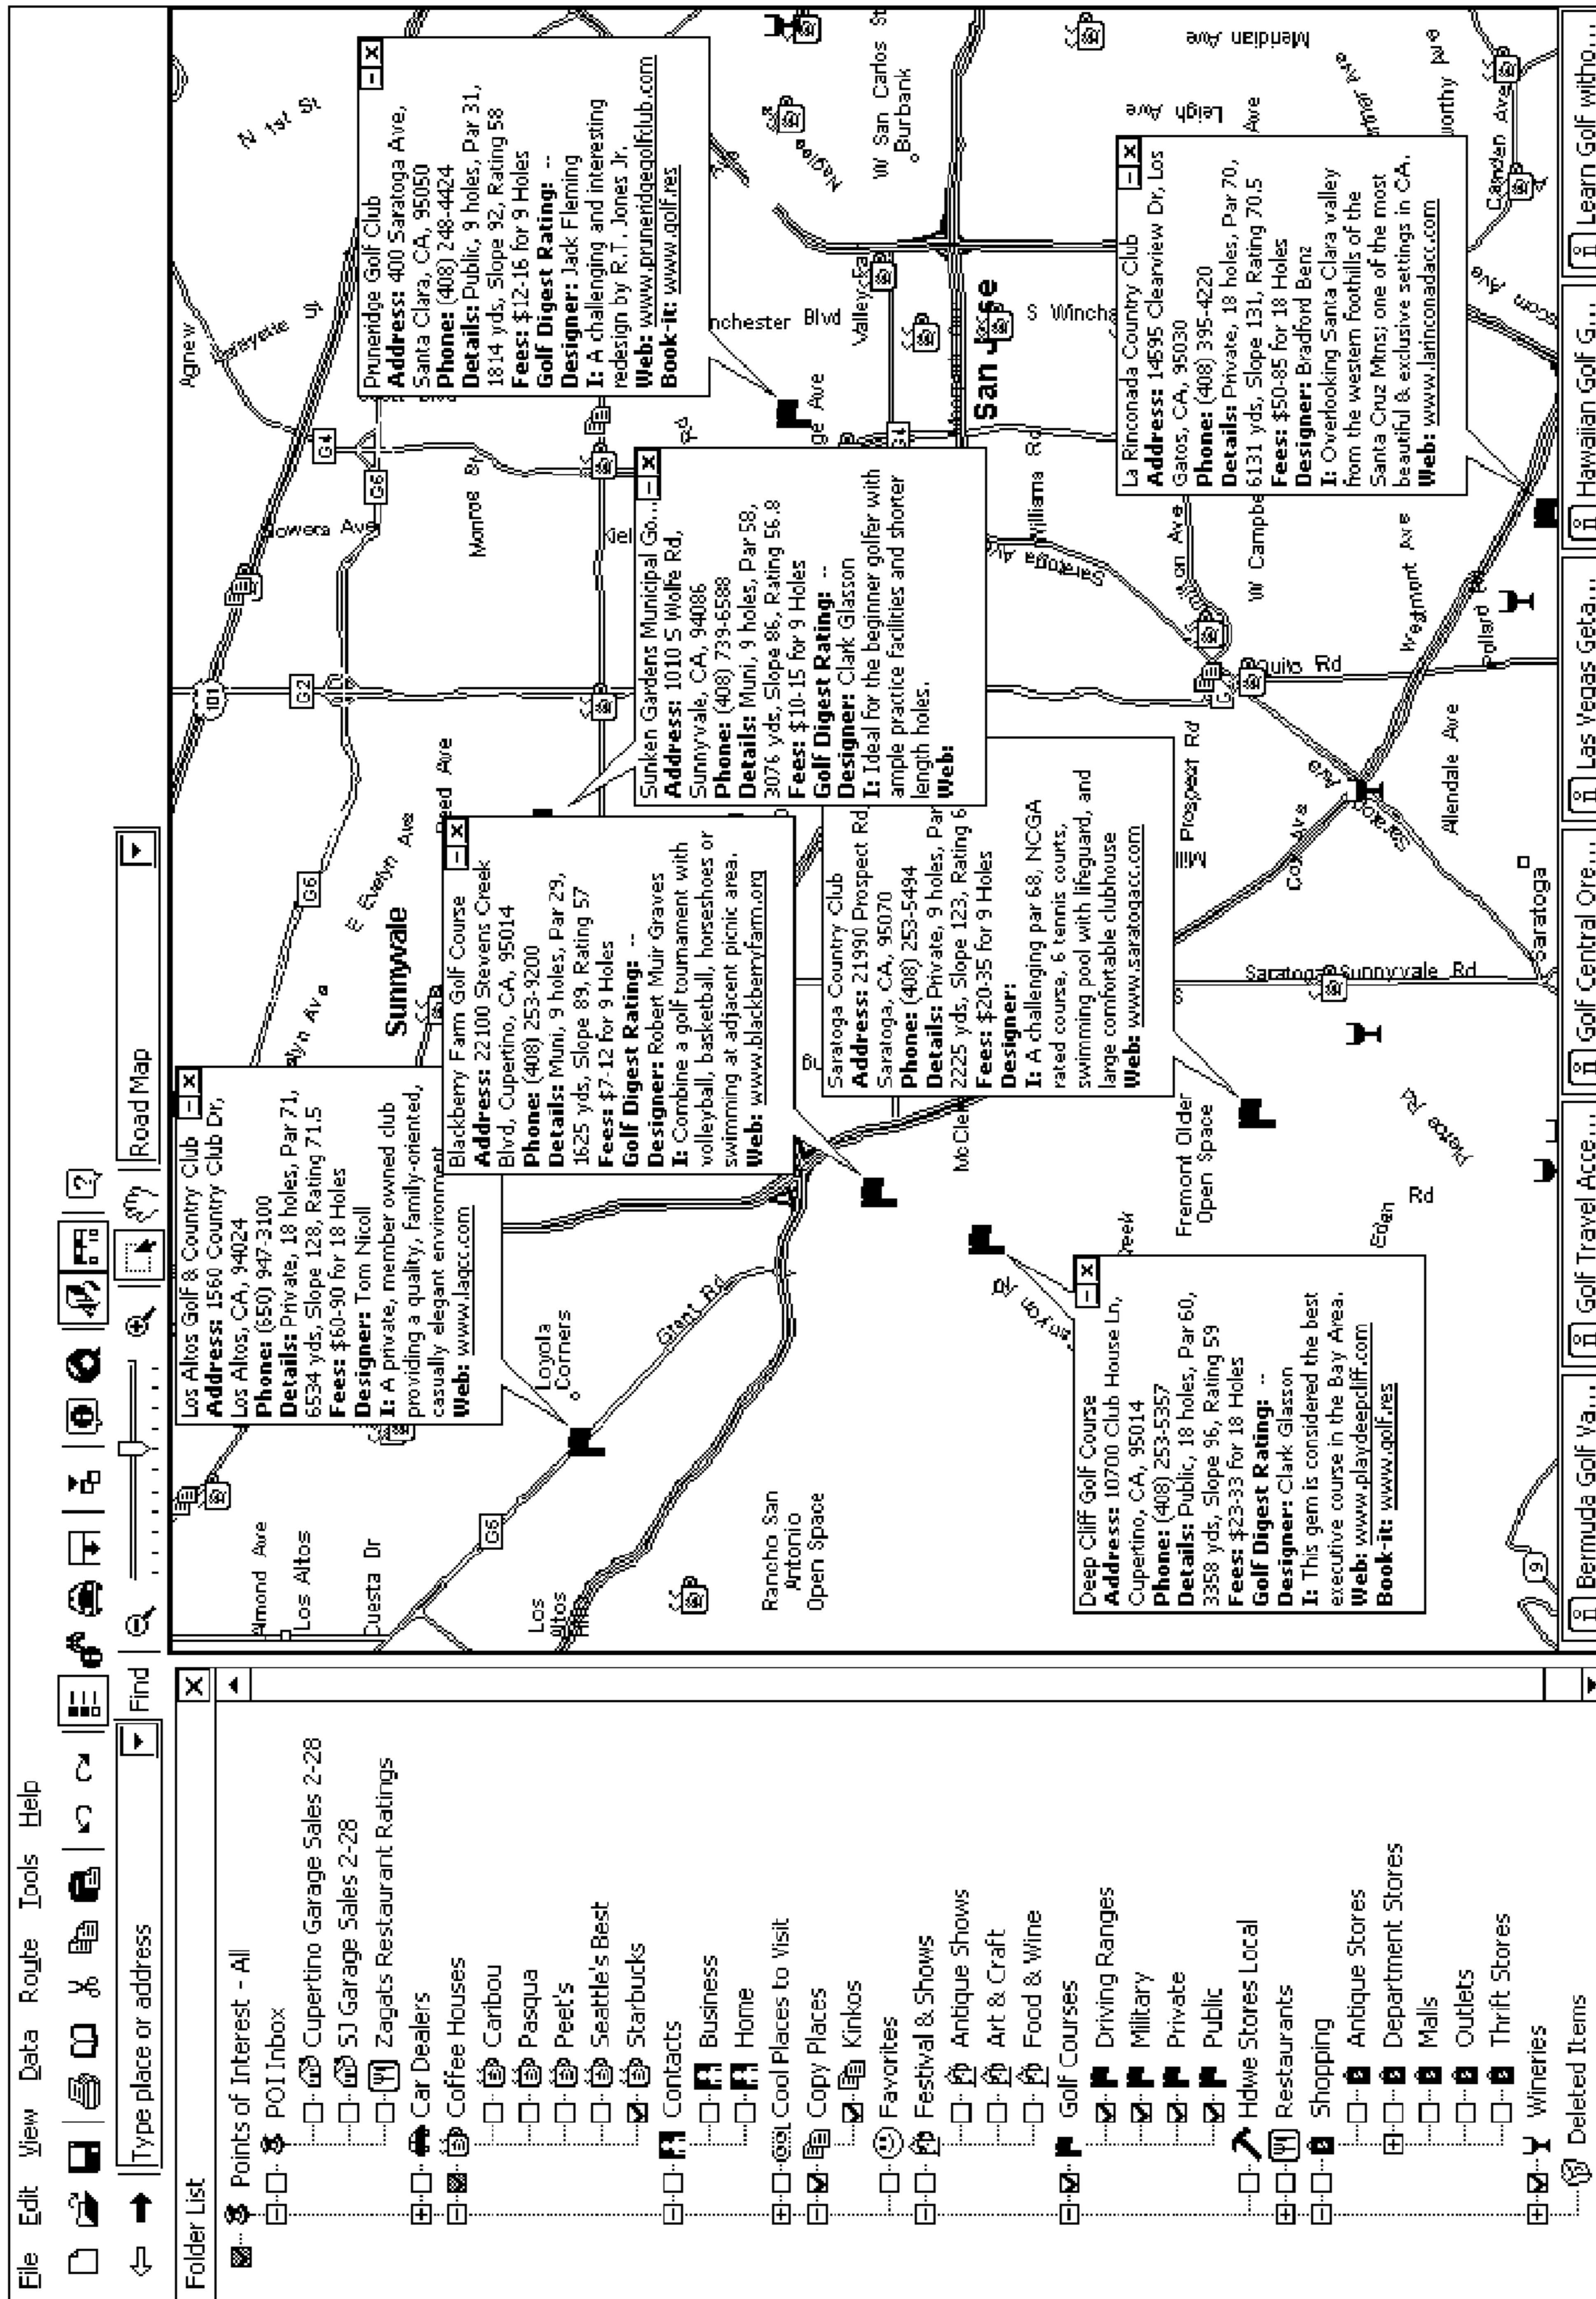 File Edit View Data Route Tools Help
Type place or address
Find
Road Map
Folder List
Points of Interest - All
POI Inbox
Cupertino Garage Sales 2-28
SJ Garage Sales 2-28
Zagats Restaurant Ratings
Car Dealers
Coffee Houses
Caribou
Pasqua
Peet's
Seattle's Best
Starbucks
Contacts
Business
Home
Cool Places to Visit
Copy Places
Kinkos
Favorites
Festival & Shows
Antique Shows
Art & Craft
Food & Wine
Golf Courses
Driving Ranges
Military
Private
Public
Hdwe Stores Local
Restaurants
Shopping
Antique Stores
Department Stores
Malls
Outlets
Thrift Stores
Wineries
Deleted Items
Los Altos Golf & Country Club
Address: 1560 Country Club Dr,
Los Altos, CA, 94024
Phone: (650) 947-3100
Details: Private, 18 holes, Par 71,
6534 yds, Slope 128, Rating 71.5
Fees: $60-90 for 18 Holes
Designer: Tom Nicoll
I: A private, member owned club
providing a quality, family-oriented,
casually elegant environment
Web: www.lagcc.com
Blackberry Farm Golf Course
Address: 22100 Stevens Creek
Blvd, Cupertino, CA, 95014
Phone: (408) 253-9200
Details: Muni, 9 holes, Par 29,
1625 yds, Slope 89, Rating 57
Fees: $7-12 for 9 Holes
Golf Digest Rating: --
Designer: Robert Muir Graves
I: Combine a golf tournament with
volleyball, basketball, horseshoes or
swimming at adjacent picnic area.
Web: www.blackberryfarm.org
Pruneridge Golf Club
Address: 400 Saratoga Ave,
Santa Clara, CA, 95050
Phone: (408) 248-4424
Details: Public, 9 holes, Par 31,
1814 yds, Slope 92, Rating 58
Fees: $12-16 for 9 Holes
Golf Digest Rating: --
Designer: Jack Fleming
I: A challenging and interesting
redesign by R.T. Jones Jr.
Web: www.pruneridgegolfclub.com
Book-it: www.golf.res
Sunken Gardens Municipal Go...
Address: 1010 S Wolfe Rd,
Sunnyvale, CA, 94086
Phone: (408) 739-6588
Details: Muni, 9 holes, Par 58,
3076 yds, Slope 86, Rating 56.8
Fees: $10-15 for 9 Holes
Golf Digest Rating: --
Designer: Clark Glasson
I: Ideal for the beginner golfer with
ample practice facilities and shorter
length holes.
Web:
Saratoga Country Club
Address: 21990 Prospect Rd,
Saratoga, CA, 95070
Phone: (408) 253-5494
Details: Private, 9 holes, Par
2225 yds, Slope 123, Rating 6
Fees: $20-35 for 9 Holes
Designer:
I: A challenging par 68, NCGA
rated course, 6 tennis courts,
swimming pool with lifeguard, and
large comfortable clubhouse
Web: www.saratogacc.com
Deep Cliff Golf Course
Address: 10700 Club House Ln,
Cupertino, CA, 95014
Phone: (408) 253-5357
Details: Public, 18 holes, Par 60,
3358 yds, Slope 96, Rating 59
Fees: $23-33 for 18 Holes
Golf Digest Rating: --
Designer: Clark Glasson
I: This gem is considered the best
executive course in the Bay Area.
Web: www.playdeepcliff.com
Book-it: www.golf.res
La Rinconada Country Club
Address: 14595 Clearview Dr, Los
Gatos, CA, 95030
Phone: (408) 395-4220
Details: Private, 18 holes, Par 70,
6131 yds, Slope 131, Rating 70.5
Fees: $50-85 for 18 Holes
Designer: Bradford Benz
I: Overlooking Santa Clara valley
from the western foothills of the
Santa Cruz Mtns; one of the most
beautiful & exclusive settings in CA.
Web: www.larinconadacc.com
Almond Ave
Los Altos
Cuesta Dr
G6
Los
Altos
Rancho San
Antonio
Open Space
Loyola
Corners
Grant Rd
E Evelyn Ave
Sunnyvale
Reed Ave
G6
101
G2
G4
G6
Agnew
N 1st St
Bowers Ave
Monroe St
W San Carlos St
Burbank
Naglee
Meridian Ave
Leigh Ave
Ave
San Jose
S Wincha
nchester Blvd
ge Ave
Williams Rd
Saratoga Av
W Campbe
Westmont Ave
Pollard
Quito Rd
Prospect Rd
Cox Ave
Allendale Ave
Saratoga
Saratoga Sunnyvale Rd
Fremont Older
Open Space
Pierce Rd
Eden Rd
Camden Ave
9
Bermuda Golf Va...
Golf Travel Acce...
Golf Central Ore...
Las Vegas Geta...
Hawaiian Golf G...
Learn Golf witho...